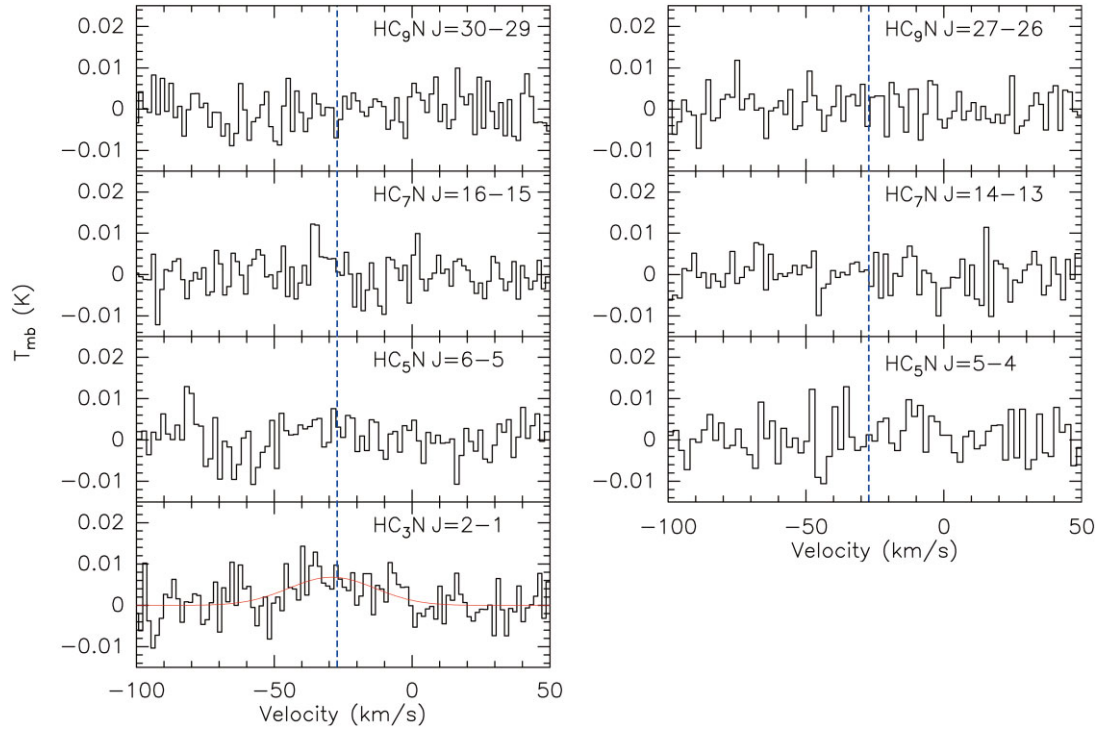 0.02
0.01
0
−0.01
HC₉N J=30−29
0.02
0.01
0
−0.01
HC₇N J=16−15
0.02
0.01
0
−0.01
HC₅N J=6−5
0.02
0.01
0
−0.01
HC₃N J=2−1
T_mb (K)
−100 −50 0 50
Velocity (km/s)
0.02
0.01
0
−0.01
HC₉N J=27−26
0.02
0.01
0
−0.01
HC₇N J=14−13
0.02
0.01
0
−0.01
HC₅N J=5−4
−100 −50 0 50
Velocity (km/s)